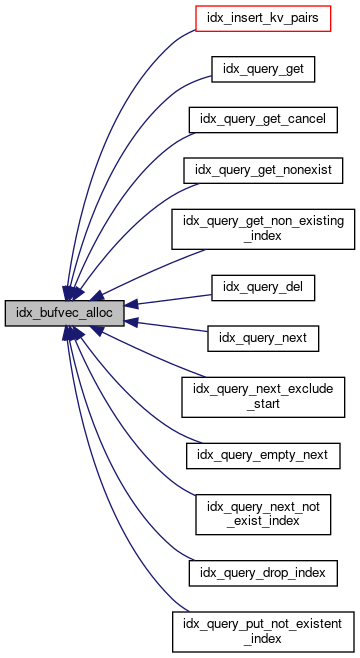 idx_insert_kv_pairs
idx_query_get
idx_query_get_cancel
idx_query_get_nonexist
idx_query_get_non_existing
_index
idx_query_del
idx_bufvec_alloc
idx_query_next
idx_query_next_exclude
_start
idx_query_empty_next
idx_query_next_not
_exist_index
idx_query_drop_index
idx_query_put_not_existent
_index